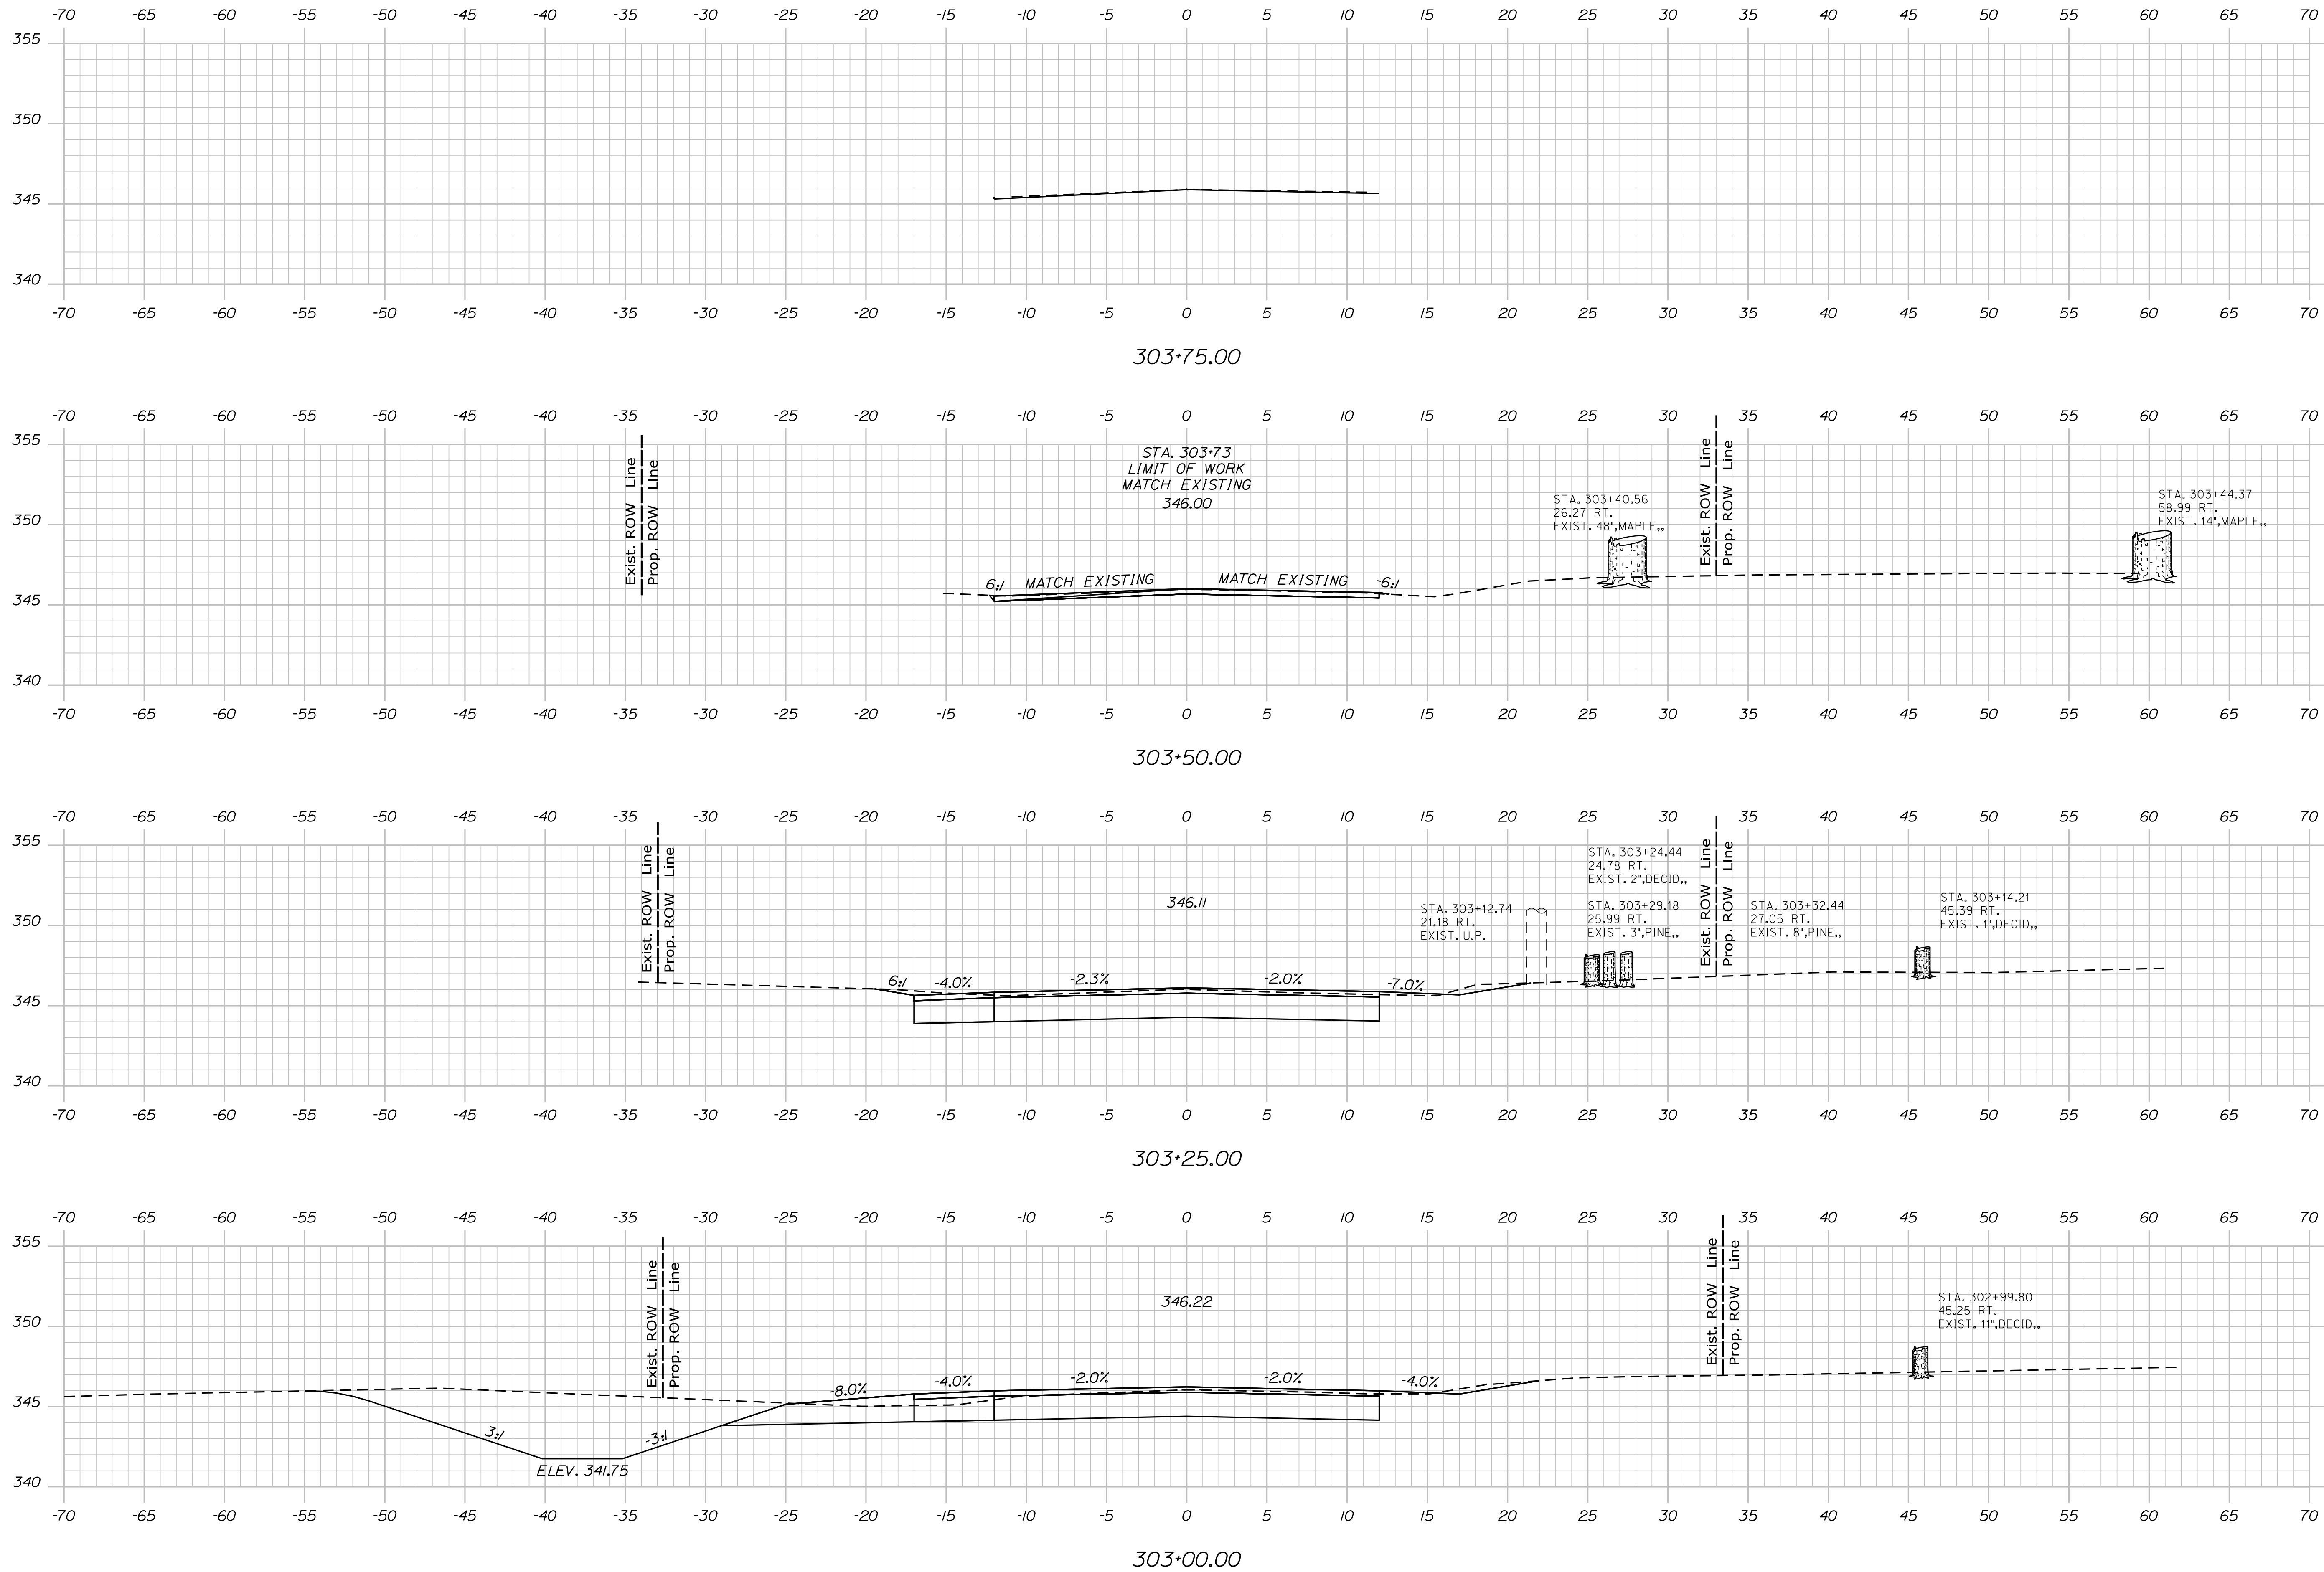 -70 -65 -60 -55 -50 -45 -40 -35 -30 -25 -20 -15 -10 -5 0 5 10 15 20 25 30 35 40 45 50 55 60 65 70
355
350
345
340
-70 -65 -60 -55 -50 -45 -40 -35 -30 -25 -20 -15 -10 -5 0 5 10 15 20 25 30 35 40 45 50 55 60 65 70
303+75.00
-70 -65 -60 -55 -50 -45 -40 -35 -30 -25 -20 -15 -10 -5 0 5 10 15 20 25 30 35 40 45 50 55 60 65 70
355
350
345
340
Exist. ROW Line
Prop. ROW Line
STA. 303+73
LIMIT OF WORK
MATCH EXISTING
346.00
6:1 MATCH EXISTING MATCH EXISTING -6:1
STA. 303+40.56
26.27 RT.
EXIST. 48",MAPLE,,
Exist. ROW Line
Prop. ROW Line
STA. 303+44.37
58.99 RT.
EXIST. 14",MAPLE,,
-70 -65 -60 -55 -50 -45 -40 -35 -30 -25 -20 -15 -10 -5 0 5 10 15 20 25 30 35 40 45 50 55 60 65 70
303+50.00
-70 -65 -60 -55 -50 -45 -40 -35 -30 -25 -20 -15 -10 -5 0 5 10 15 20 25 30 35 40 45 50 55 60 65 70
355
350
345
340
Exist. ROW Line
Prop. ROW Line
346.11
6:1 -4.0% -2.3% -2.0% -7.0%
STA. 303+12.74
21.18 RT.
EXIST. U.P.
STA. 303+24.44
24.78 RT.
EXIST. 2",DECID,,
STA. 303+29.18
25.99 RT.
EXIST. 3",PINE,,
Exist. ROW Line
Prop. ROW Line
STA. 303+32.44
27.05 RT.
EXIST. 8",PINE,,
STA. 303+14.21
45.39 RT.
EXIST. 1",DECID,,
-70 -65 -60 -55 -50 -45 -40 -35 -30 -25 -20 -15 -10 -5 0 5 10 15 20 25 30 35 40 45 50 55 60 65 70
303+25.00
-70 -65 -60 -55 -50 -45 -40 -35 -30 -25 -20 -15 -10 -5 0 5 10 15 20 25 30 35 40 45 50 55 60 65 70
355
350
345
340
Exist. ROW Line
Prop. ROW Line
346.22
-8.0% -4.0% -2.0% -2.0% -4.0%
3:1 -3:1
ELEV. 341.75
Exist. ROW Line
Prop. ROW Line
STA. 302+99.80
45.25 RT.
EXIST. 11",DECID,,
-70 -65 -60 -55 -50 -45 -40 -35 -30 -25 -20 -15 -10 -5 0 5 10 15 20 25 30 35 40 45 50 55 60 65 70
303+00.00